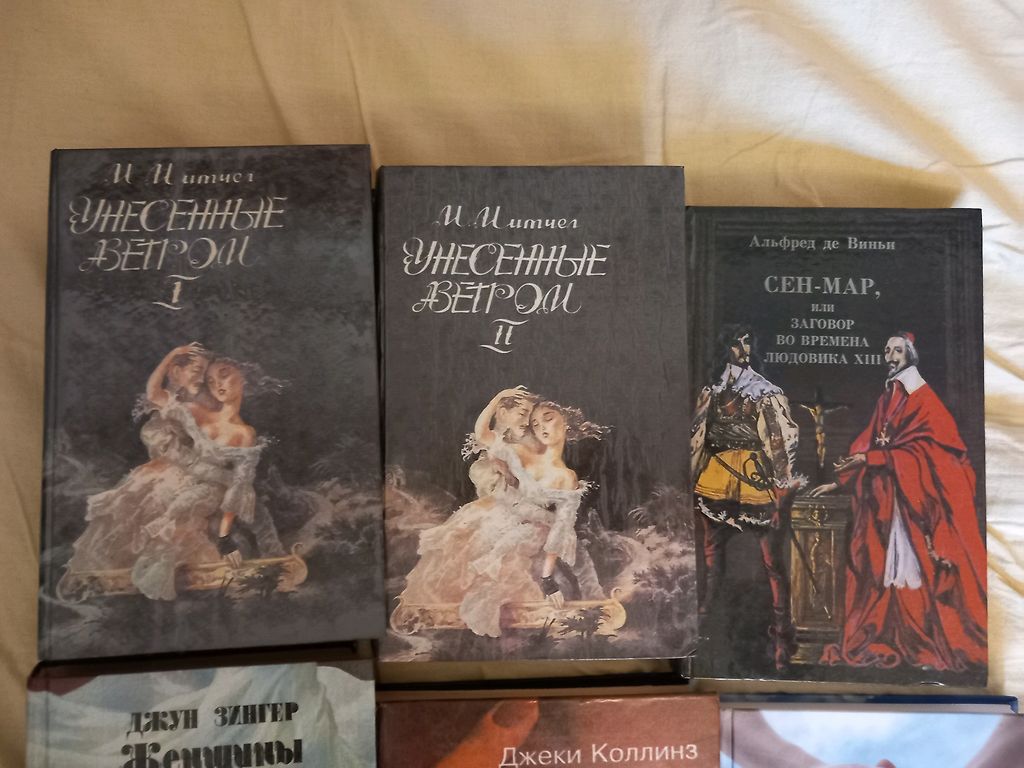 М. Митчел
УНЕСЕННЫЕ
ВЕТРОМ
I
М. Митчел
УНЕСЕННЫЕ
ВЕТРОМ
II
Альфред де Виньи
СЕН-МАР,
или
ЗАГОВОР
ВО ВРЕМЕНА
ЛЮДОВИКА XIII
ДЖУН ЗИНГЕР
Женщины
Джеки Коллинз